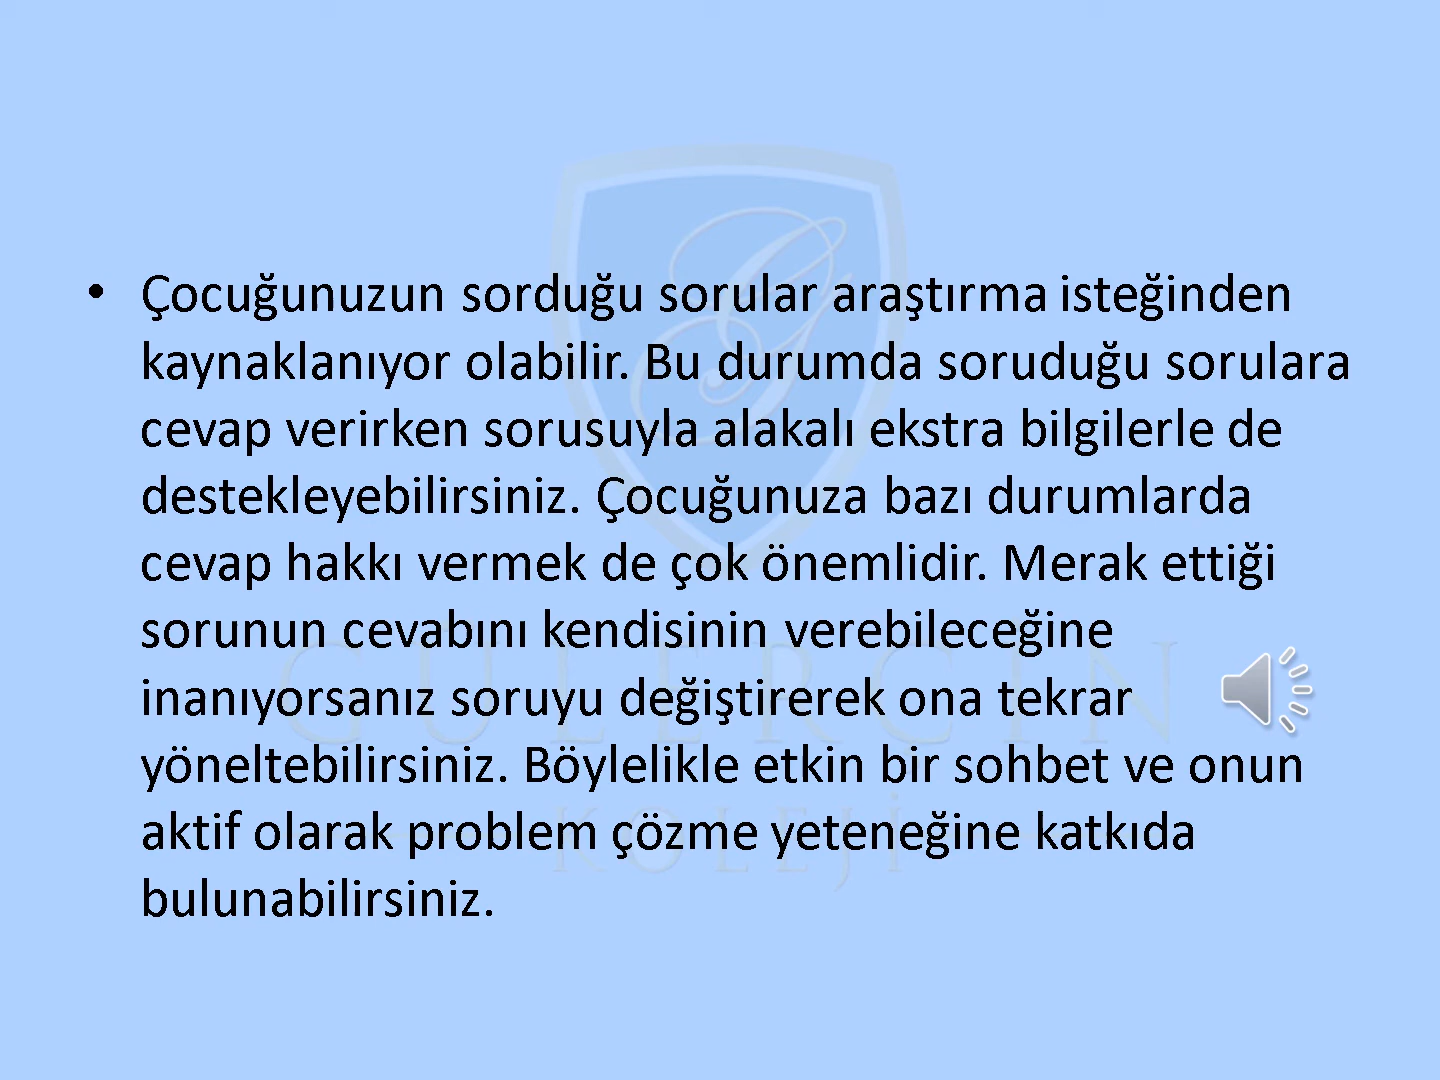 • Çocuğunuzun sorduğu sorular araştırma isteğinden
kaynaklanıyor olabilir. Bu durumda soruduğu sorulara
cevap verirken sorusuyla alakalı ekstra bilgilerle de
destekleyebilirsiniz. Çocuğunuza bazı durumlarda
cevap hakkı vermek de çok önemlidir. Merak ettiği
sorunun cevabını kendisinin verebileceğine
inanıyorsanız soruyu değiştirerek ona tekrar
yöneltebilirsiniz. Böylelikle etkin bir sohbet ve onun
aktif olarak problem çözme yeteneğine katkıda
bulunabilirsiniz.
KOLEJİ